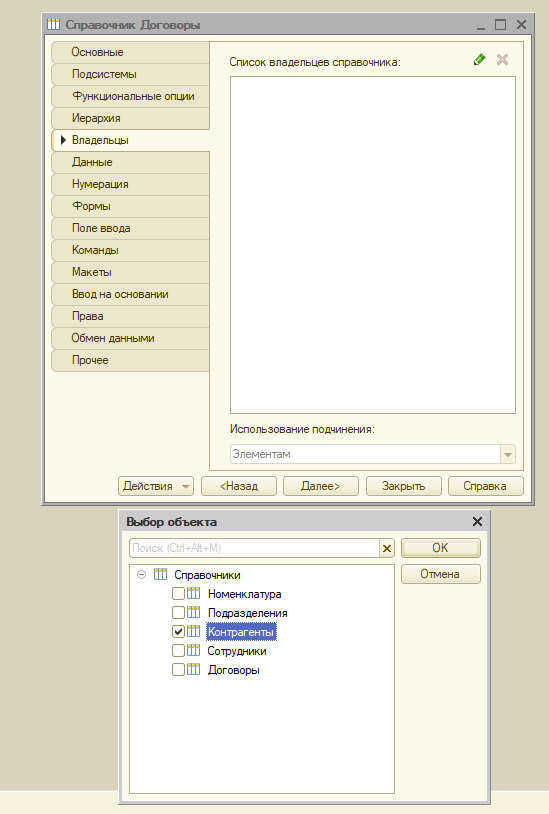 Справочник Договоры
Основные
Подсистемы
Функциональные опции
Иерархия
Владельцы
Данные
Нумерация
Формы
Поле ввода
Команды
Макеты
Ввод на основании
Права
Обмен данными
Прочее
Список владельцев справочника:
Использование подчинения:
Элементам
Действия
<Назад
Далее>
Закрыть
Справка
Выбор объекта
Поиск (Ctrl+Alt+M)
OK
Отмена
Справочники
Номенклатура
Подразделения
Контрагенты
Сотрудники
Договоры